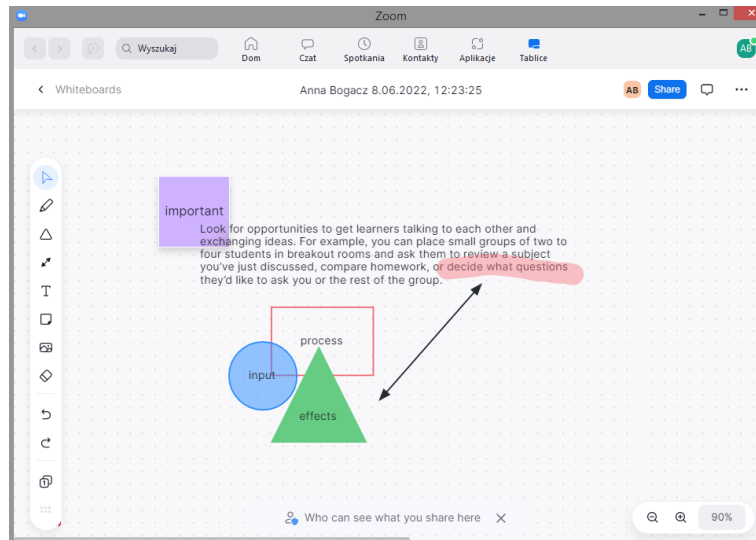 Zoom
Wyszukaj
Dom
Czat
Spotkania
Kontakty
Aplikacje
Tablice
AB
Whiteboards
Anna Bogacz 8.06.2022, 12:23:25
AB
Share
T
important
Look for opportunities to get learners talking to each other and
exchanging ideas. For example, you can place small groups of two to
four students in breakout rooms and ask them to review a subject
you've just discussed, compare homework, or decide what questions
they'd like to ask you or the rest of the group.
process
input
effects
1
Who can see what you share here
90%